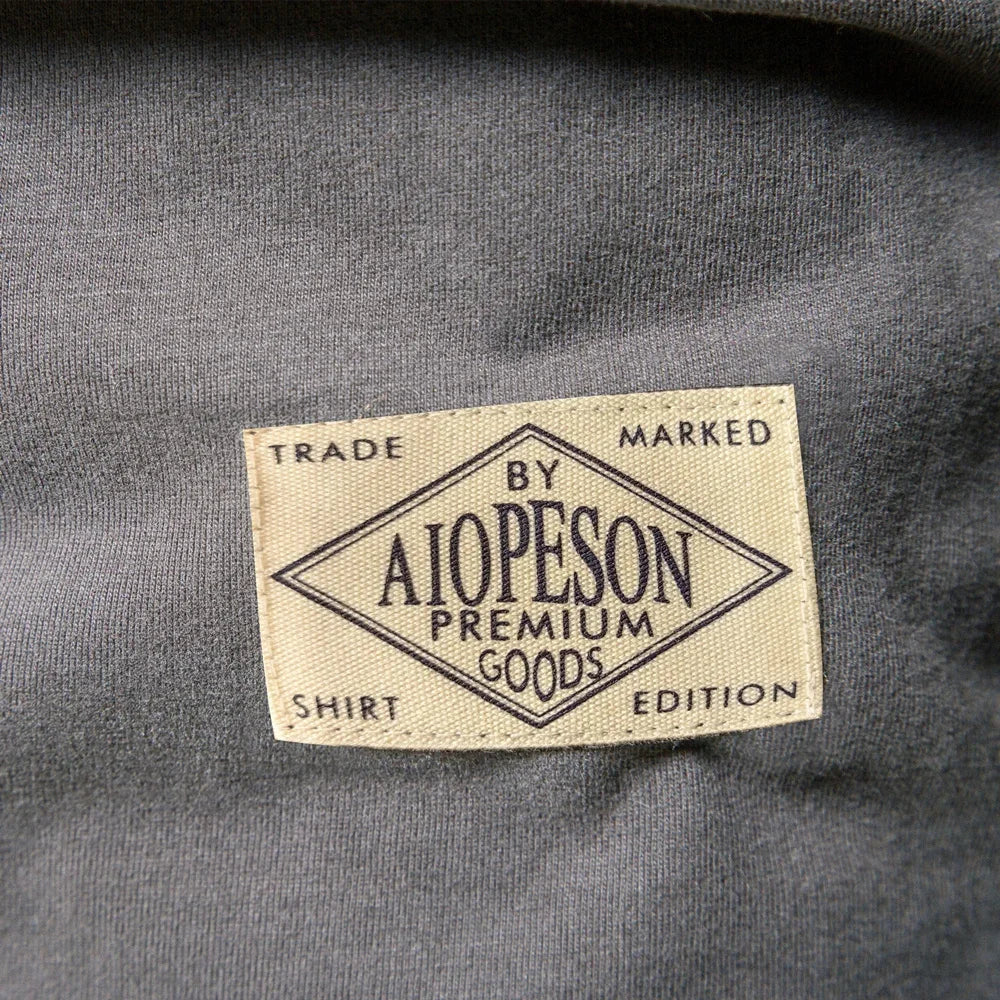 TRADE MARKED
BY
AIOPESON
PREMIUM
GOODS
SHIRT EDITION